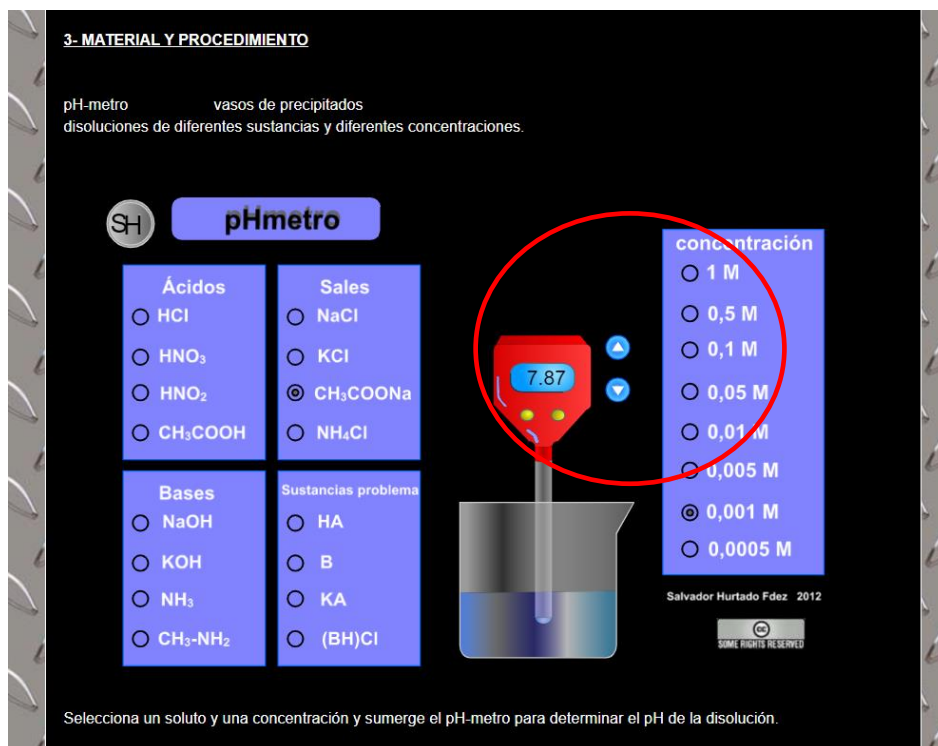 3- MATERIAL Y PROCEDIMIENTO
pH-metro vasos de precipitados
disoluciones de diferentes sustancias y diferentes concentraciones.
SH
pHmetro
Ácidos
HCl
HNO₃
HNO₂
CH₃COOH
Sales
NaCl
KCl
CH₃COONa
NH₄Cl
Bases
NaOH
KOH
NH₃
CH₃-NH₂
Sustancias problema
HA
B
KA
(BH)Cl
7.87
concentración
1 M
0,5 M
0,1 M
0,05 M
0,01 M
0,005 M
0,001 M
0,0005 M
Salvador Hurtado Fdez 2012
cc
SOME RIGHTS RESERVED
Selecciona un soluto y una concentración y sumerge el pH-metro para determinar el pH de la disolución.